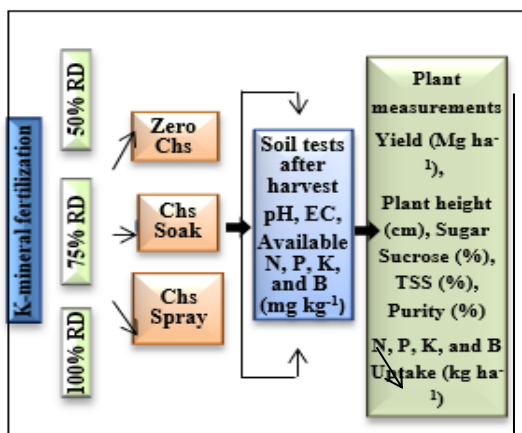 K-mineral fertilization
50% RD
75% RD
100% RD
Zero
Chs
Chs
Soak
Chs
Spray
Soil tests
after
harvest
pH, EC,
Available
N, P, K,
and B
(mg kg⁻¹)
Plant
measurements
Yield (Mg ha⁻
¹),
Plant height
(cm), Sugar
Sucrose (%),
TSS (%),
Purity (%)
N, P, K, and B
Uptake (kg ha⁻
¹)